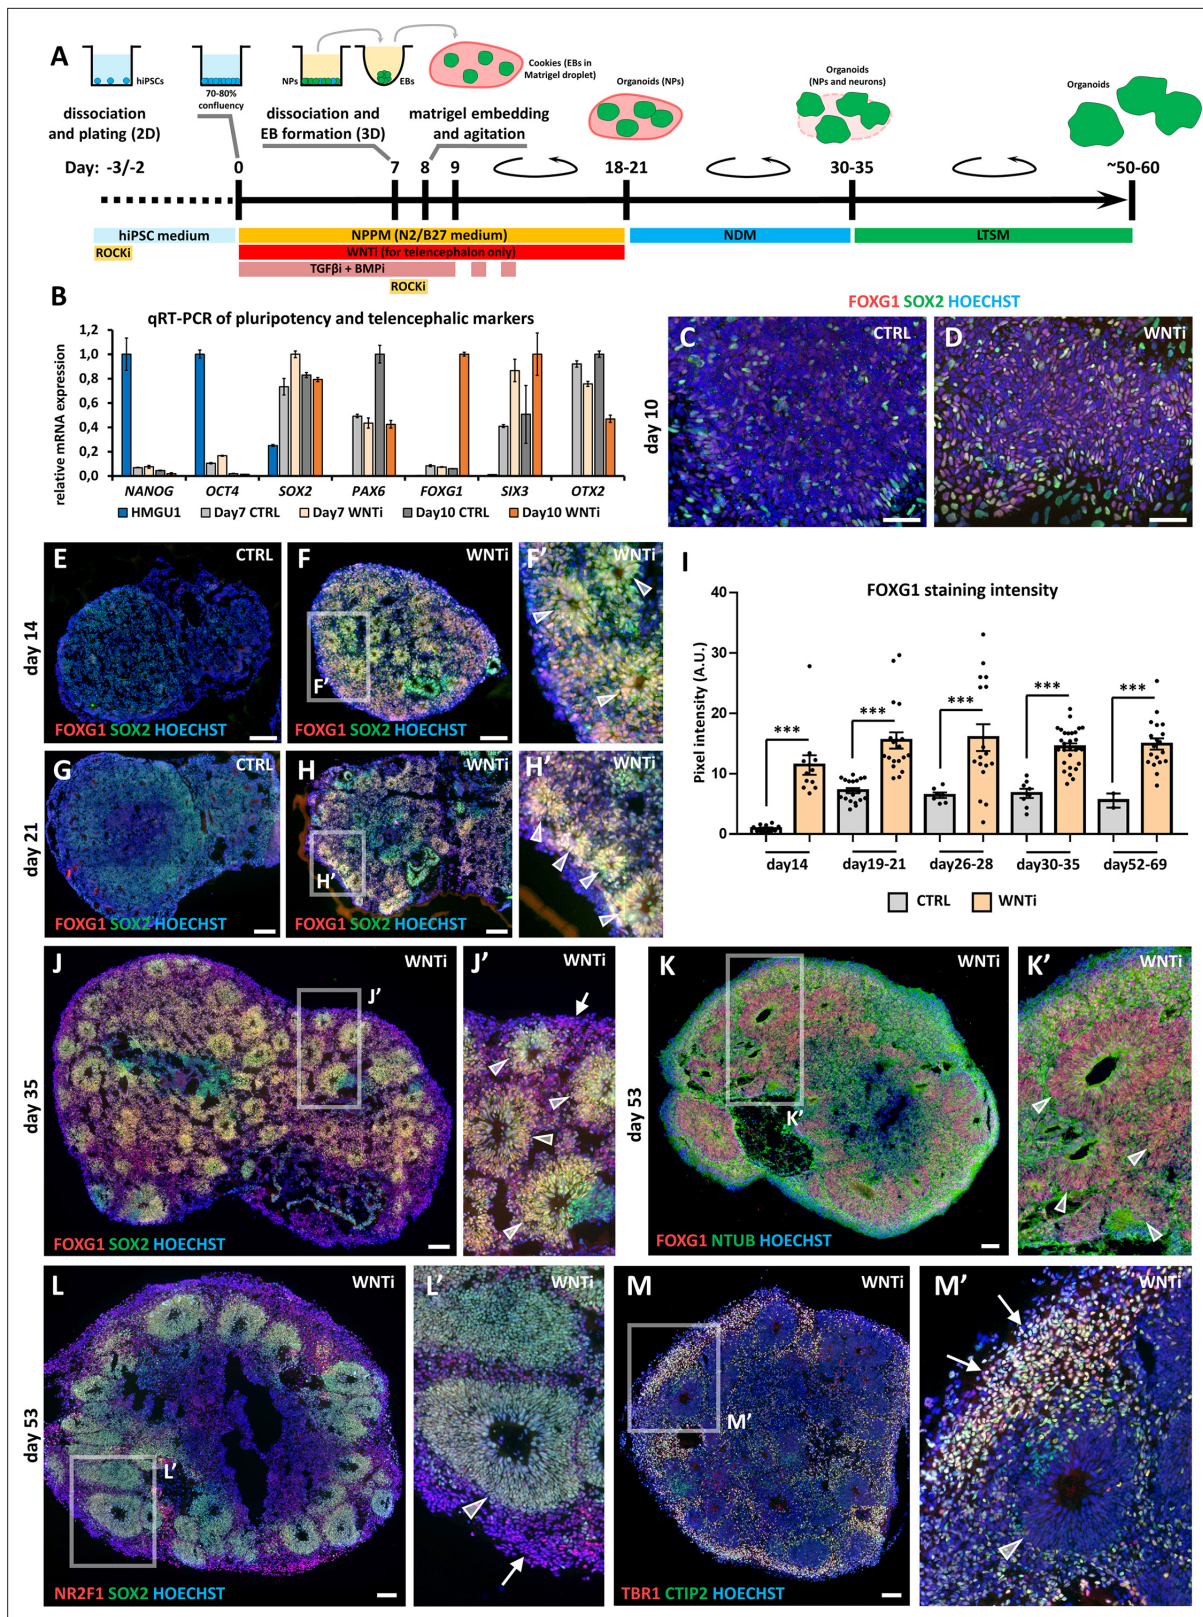 A
hiPSCs
70-80%
confluency
NPs
EBs
Cookies (EBs in
Matrigel droplet)
Organoids (NPs)
Organoids
(NPs and neurons)
Organoids
dissociation
and plating (2D)
dissociation and
EB formation (3D)
matrigel embedding
and agitation
Day: -3/-2 0 7 8 9 18-21 30-35 ~50-60
hiPSC medium NPPM (N2/B27 medium) NDM LTSM
ROCKi WNTi (for telencephalon only)
TGFβi + BMPi
ROCKi
B
qRT-PCR of pluripotency and telencephalic markers
relative mRNA expression
1,2
1,0
0,8
0,6
0,4
0,2
0,0
NANOG OCT4 SOX2 PAX6 FOXG1 SIX3 OTX2
HMGU1 Day7 CTRL Day7 WNTi Day10 CTRL Day10 WNTi
FOXG1 SOX2 HOECHST
day 10
C CTRL
D WNTi
day 14
E CTRL
FOXG1 SOX2 HOECHST
F WNTi
F'
FOXG1 SOX2 HOECHST
F' WNTi
day 21
G CTRL
FOXG1 SOX2 HOECHST
H WNTi
H'
FOXG1 SOX2 HOECHST
H' WNTi
I
FOXG1 staining intensity
Pixel intensity (A.U.)
40
30
20
10
0
*** *** *** *** ***
day14 day19-21 day26-28 day30-35 day52-69
CTRL WNTi
day 35
J WNTi
J'
FOXG1 SOX2 HOECHST
J' WNTi
day 53
K WNTi
K'
FOXG1 NTUB HOECHST
K' WNTi
day 53
L WNTi
L'
NR2F1 SOX2 HOECHST
L' WNTi
M WNTi
M'
TBR1 CTIP2 HOECHST
M' WNTi